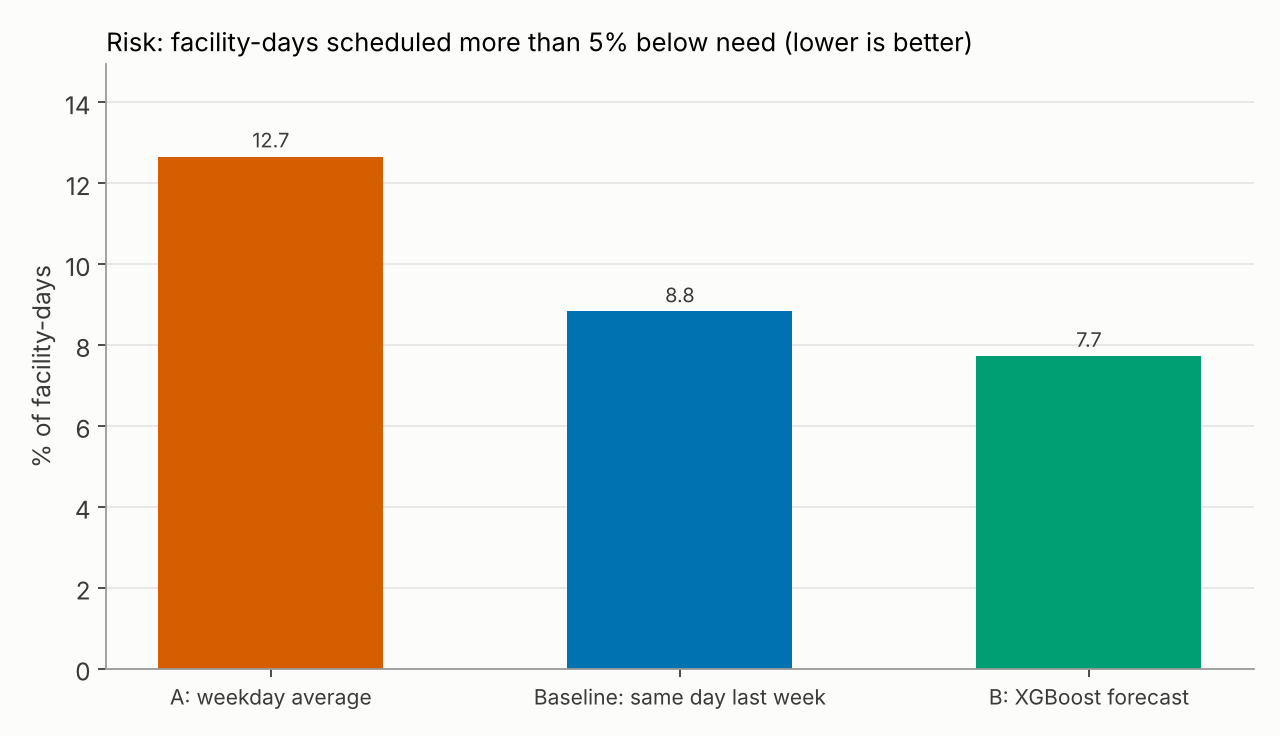 Risk: facility-days scheduled more than 5% below need (lower is better)
% of facility-days
14
12
10
8
6
4
2
0
12.7
8.8
7.7
A: weekday average
Baseline: same day last week
B: XGBoost forecast